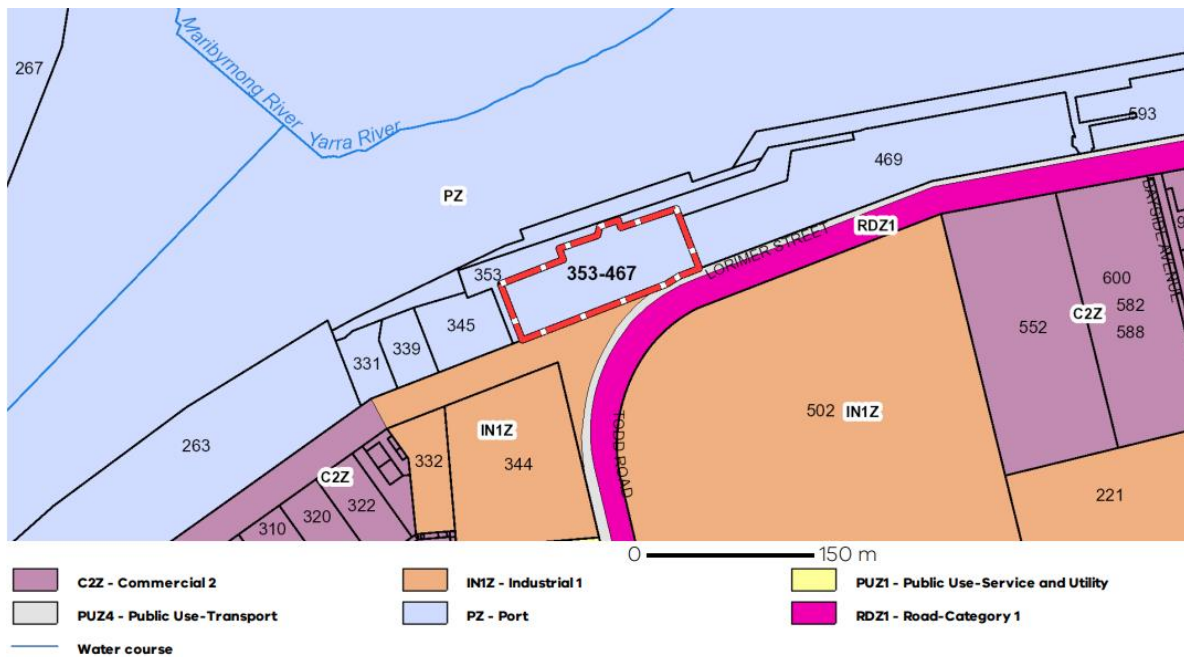 267
Maribyrnong River
Yarra River
593
469
PZ
RDZ1
LORIMER STREET
BAYSIDE AVENUE
9
353
353-467
600
582
588
C2Z
552
345
339
331
502 IN1Z
TODD ROAD
263
IN1Z
332
344
C2Z
322
320
310
221
0 150 m
C2Z - Commercial 2
IN1Z - Industrial 1
PUZ1 - Public Use-Service and Utility
PUZ4 - Public Use-Transport
PZ - Port
RDZ1 - Road-Category 1
Water course